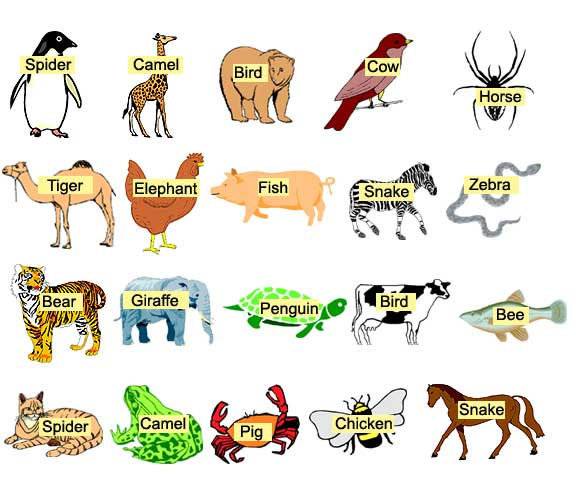 Spider
Camel
Bird
Cow
Horse
Tiger
Elephant
Fish
Snake
Zebra
Bear
Giraffe
Penguin
Bird
Bee
Spider
Camel
Pig
Chicken
Snake